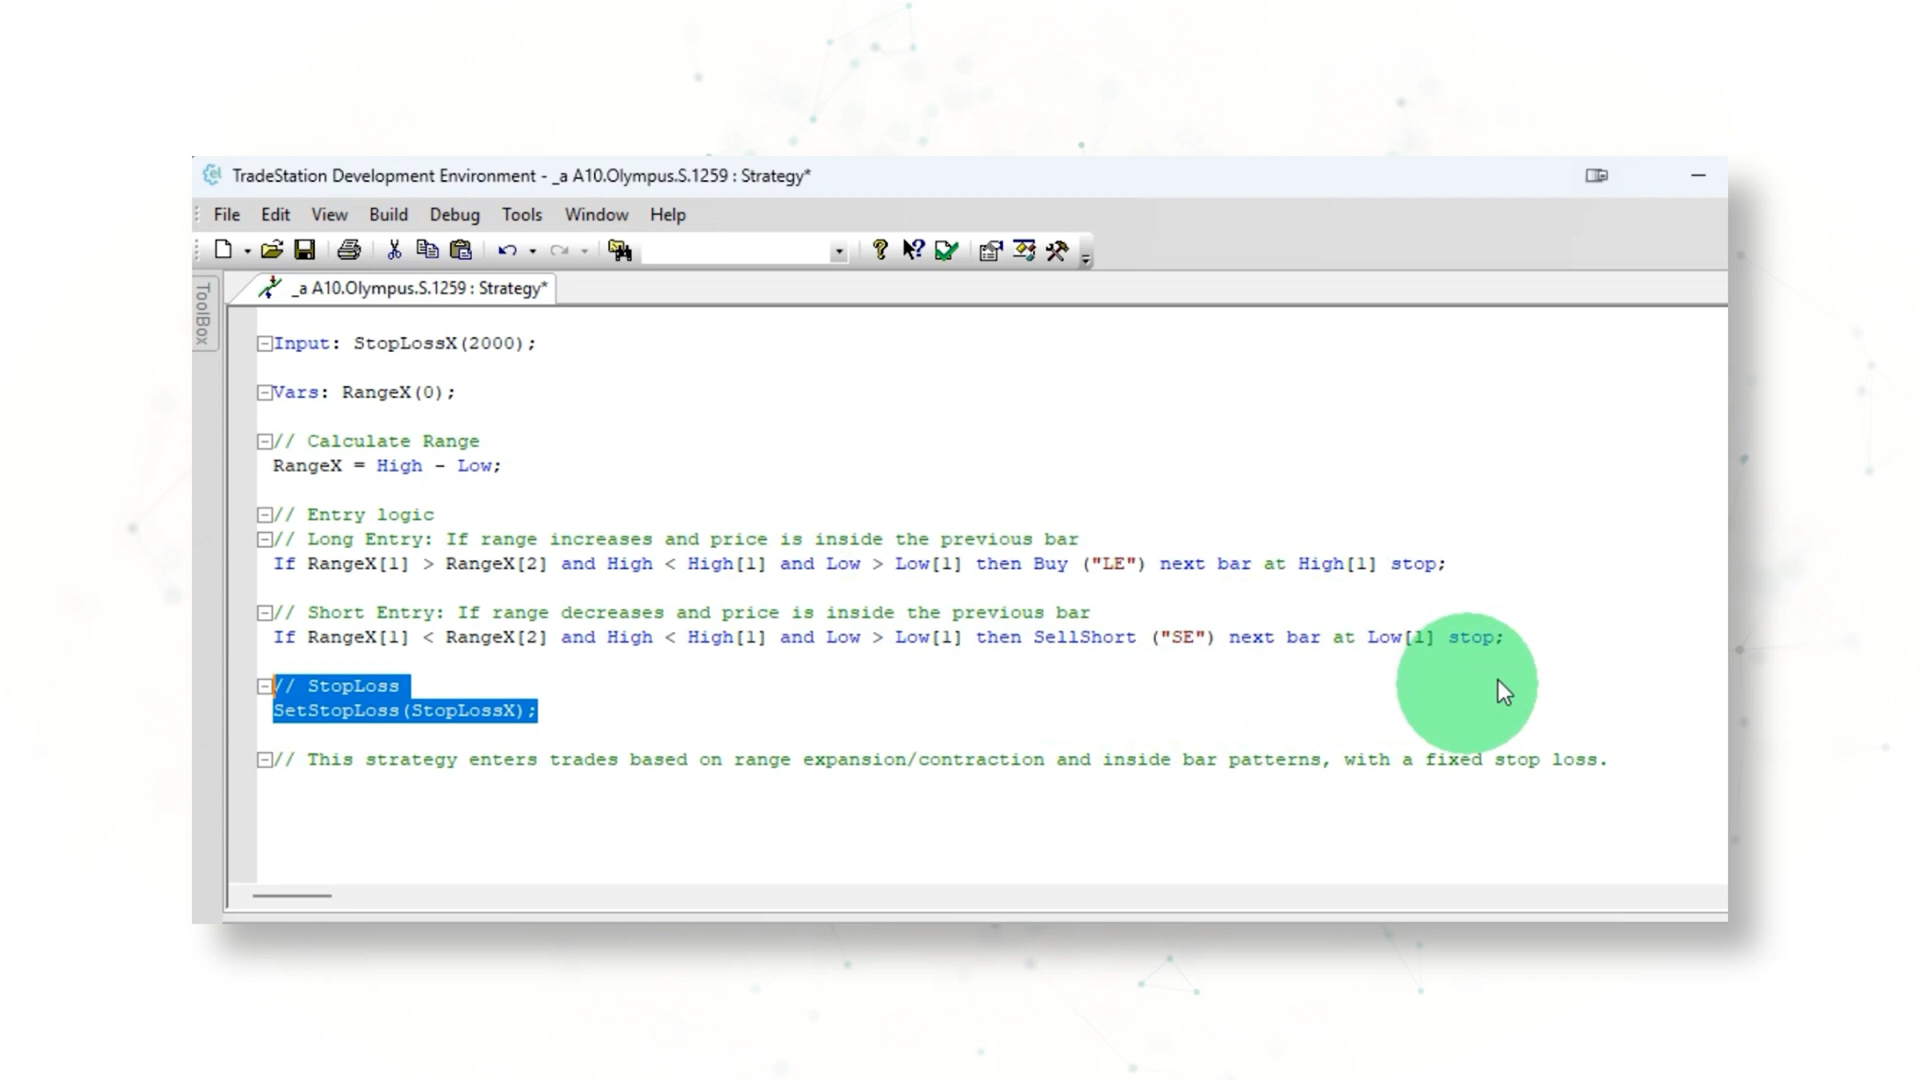 TradeStation Development Environment - _a A10.Olympus.S.1259 : Strategy*
File Edit View Build Debug Tools Window Help
_a A10.Olympus.S.1259 : Strategy*
ToolBox
Input: StopLossX(2000);
Vars: RangeX(0);
// Calculate Range
RangeX = High - Low;
// Entry logic
// Long Entry: If range increases and price is inside the previous bar
If RangeX[1] > RangeX[2] and High < High[1] and Low > Low[1] then Buy ("LE") next bar at High[1] stop;
// Short Entry: If range decreases and price is inside the previous bar
If RangeX[1] < RangeX[2] and High < High[1] and Low > Low[1] then SellShort ("SE") next bar at Low[1] stop;
// StopLoss
SetStopLoss(StopLossX);
// This strategy enters trades based on range expansion/contraction and inside bar patterns, with a fixed stop loss.